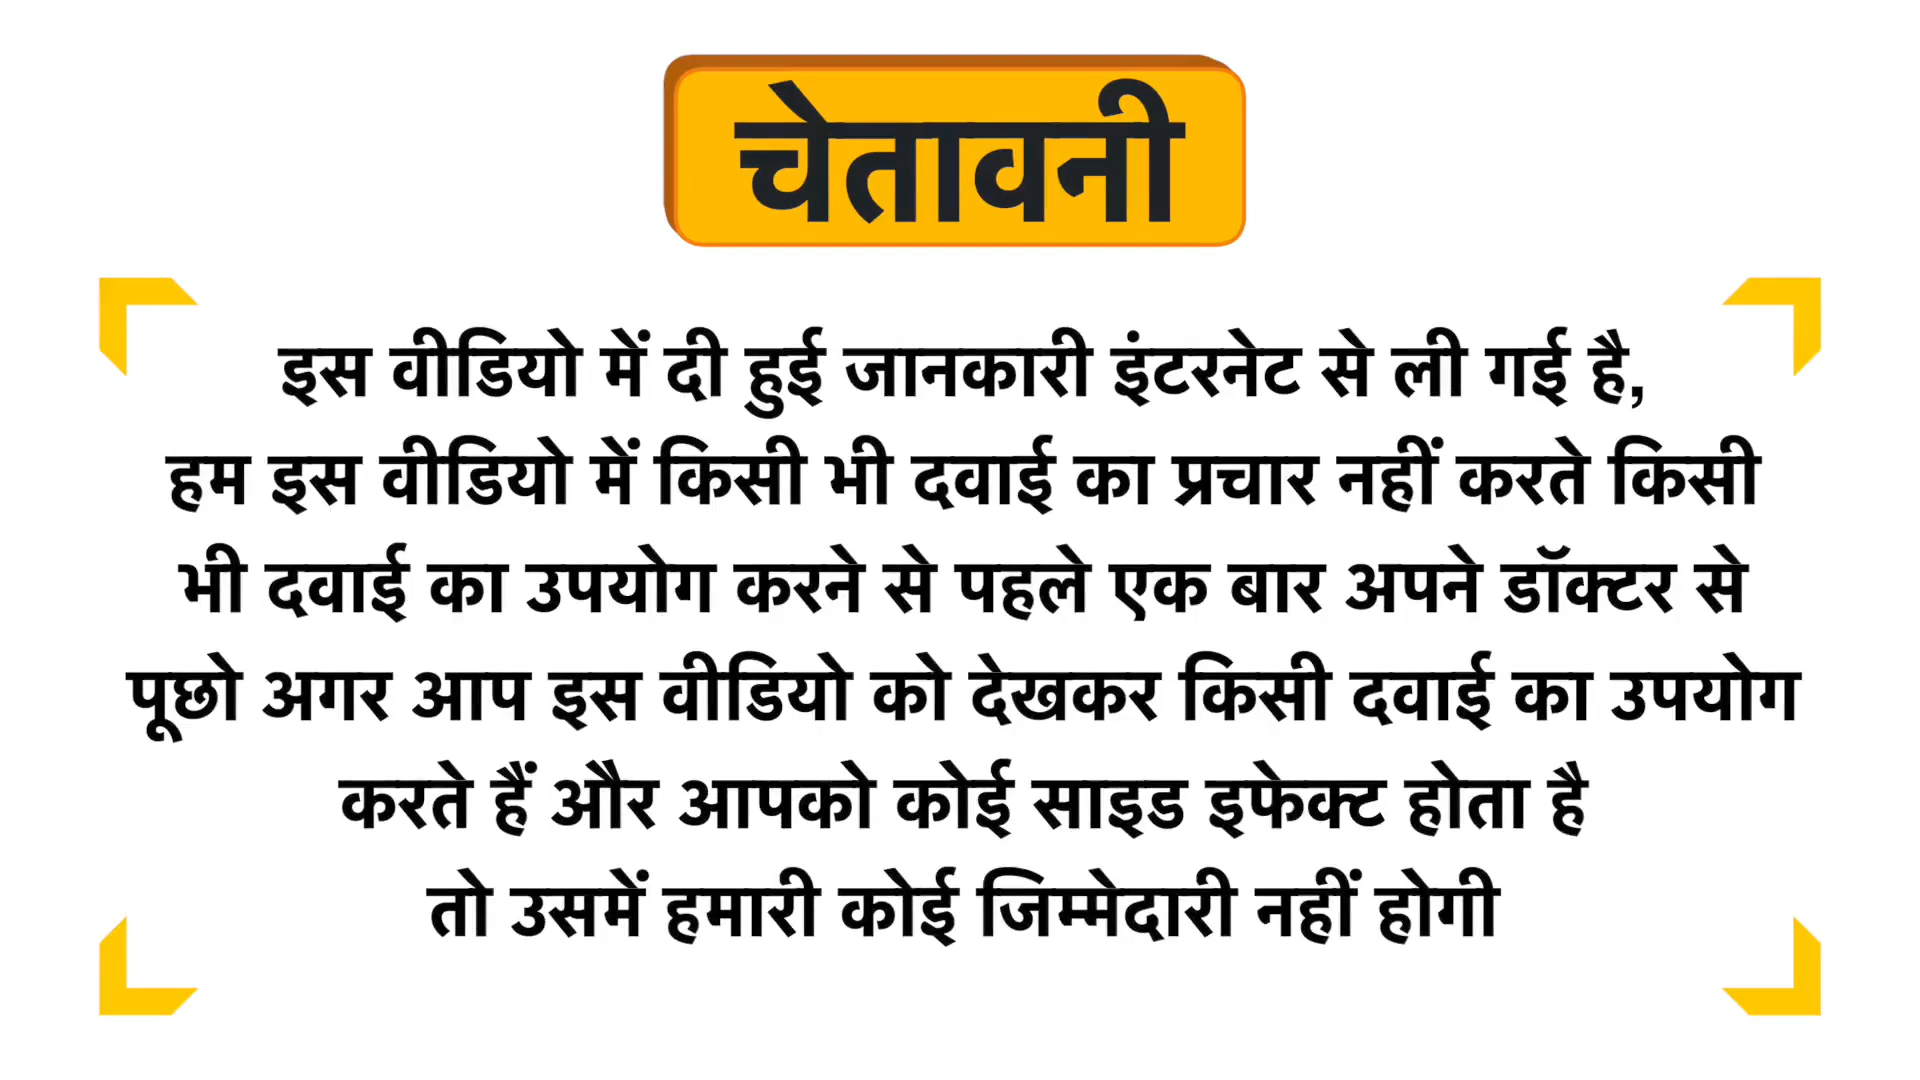 चेतावनी
इस वीडियो में दी हुई जानकारी इंटरनेट से ली गई है,
हम इस वीडियो में किसी भी दवाई का प्रचार नहीं करते किसी
भी दवाई का उपयोग करने से पहले एक बार अपने डॉक्टर से
पूछो अगर आप इस वीडियो को देखकर किसी दवाई का उपयोग
करते हैं और आपको कोई साइड इफेक्ट होता है
तो उसमें हमारी कोई जिम्मेदारी नहीं होगी